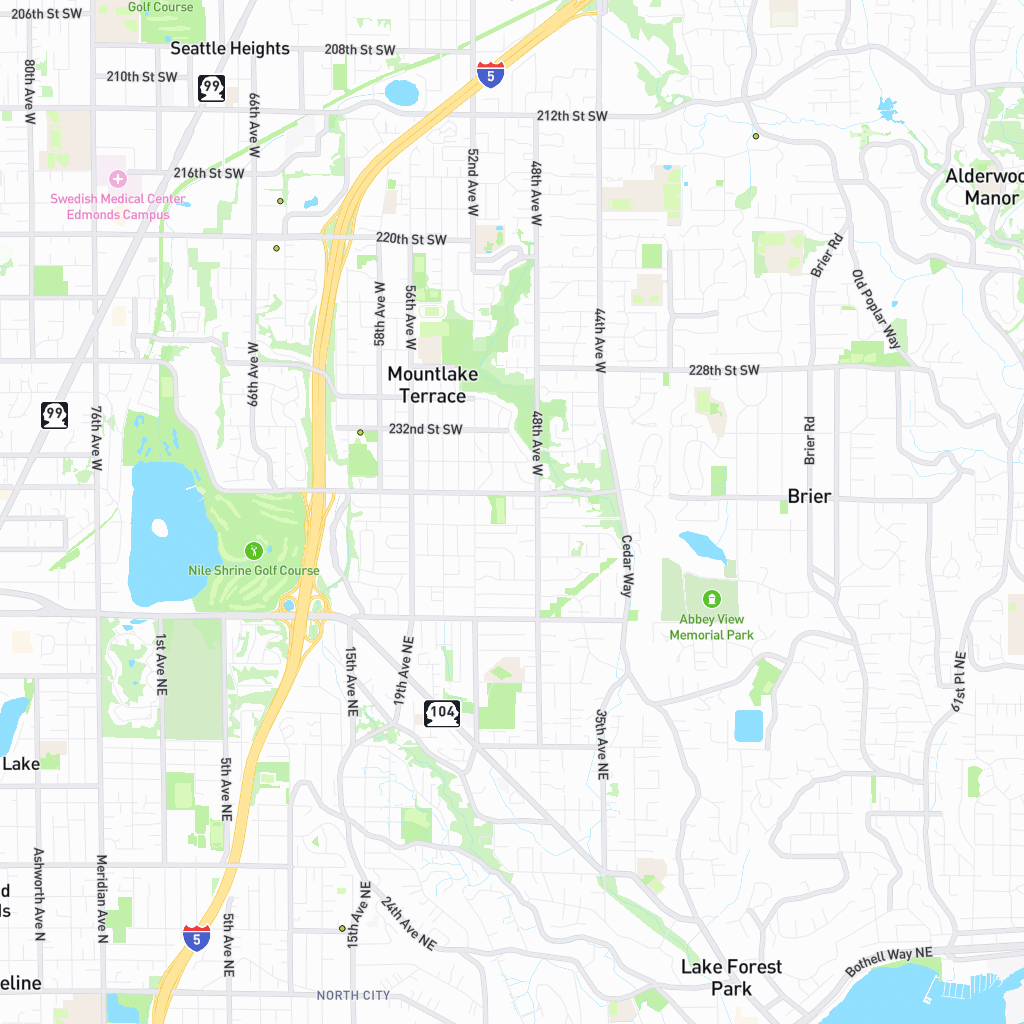 206th St SW
Golf Course
Seattle Heights
208th St SW
210th St SW
99
5
80th Ave W
66th Ave W
212th St SW
216th St SW
52nd Ave W
48th Ave W
Swedish Medical Center
Edmonds Campus
Alderwoo
Manor
220th St SW
Brier Rd
Old Poplar Way
58th Ave W
56th Ave W
44th Ave W
66th Ave W
Mountlake
Terrace
228th St SW
99
76th Ave W
232nd St SW
48th Ave W
Brier Rd
Brier
Nile Shrine Golf Course
Cedar Way
Abbey View
Memorial Park
1st Ave NE
15th Ave NE
19th Ave NE
61st Pl NE
104
35th Ave NE
Lake
5th Ave NE
Ashworth Ave N
Meridian Ave N
d
ds
5
5th Ave NE
15th Ave NE
24th Ave NE
Bothell Way NE
Lake Forest
Park
eline
NORTH CITY